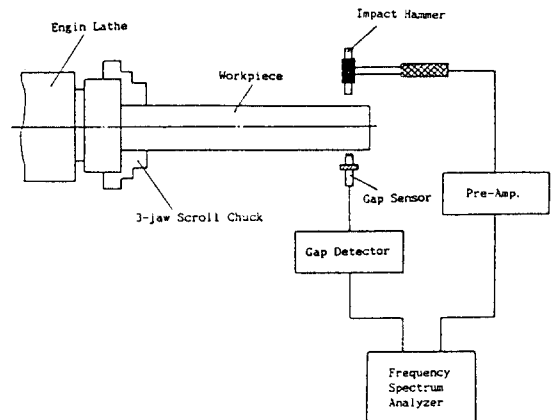 Impact Hammer
Engin Lathe
Workpiece
3-jaw Scroll Chuck
Gap Sensor
Pre-Amp.
Gap Detector
Frequency
Spectrum
Analyzer